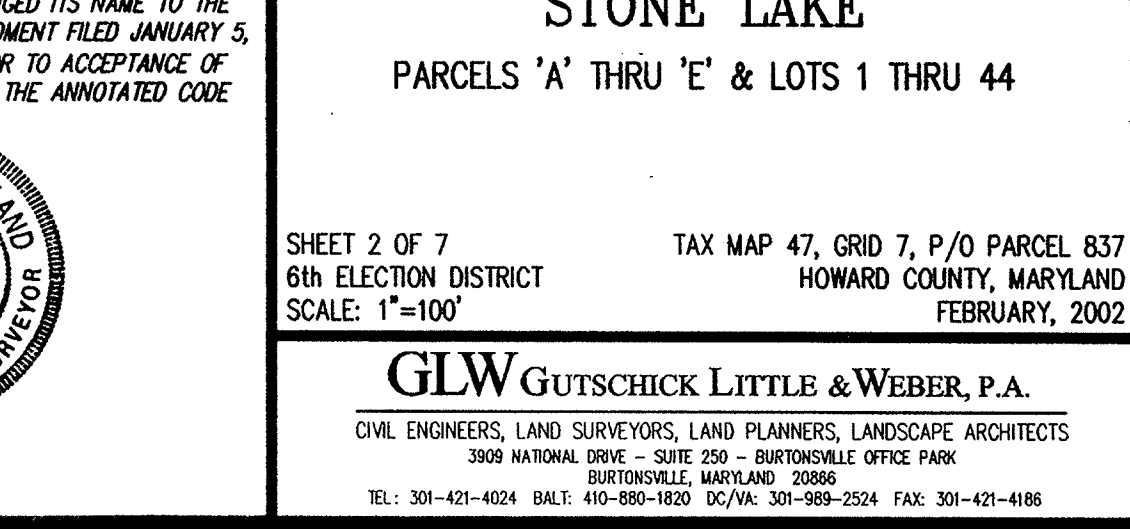 GED ITS NAME TO THE
MENT FILED JANUARY 5,
R TO ACCEPTANCE OF
THE ANNOTATED CODE
LAND
SURVEYOR
STONE LAKE
PARCELS 'A' THRU 'E' & LOTS 1 THRU 44
SHEET 2 OF 7
6th ELECTION DISTRICT
SCALE: 1"=100'
TAX MAP 47, GRID 7, P/O PARCEL 837
HOWARD COUNTY, MARYLAND
FEBRUARY, 2002
GLW GUTSCHICK LITTLE & WEBER, P.A.
CIVIL ENGINEERS, LAND SURVEYORS, LAND PLANNERS, LANDSCAPE ARCHITECTS
3909 NATIONAL DRIVE – SUITE 250 – BURTONSVILLE OFFICE PARK
BURTONSVILLE, MARYLAND 20866
TEL: 301-421-4024 BALT: 410-880-1820 DC/VA: 301-989-2524 FAX: 301-421-4186